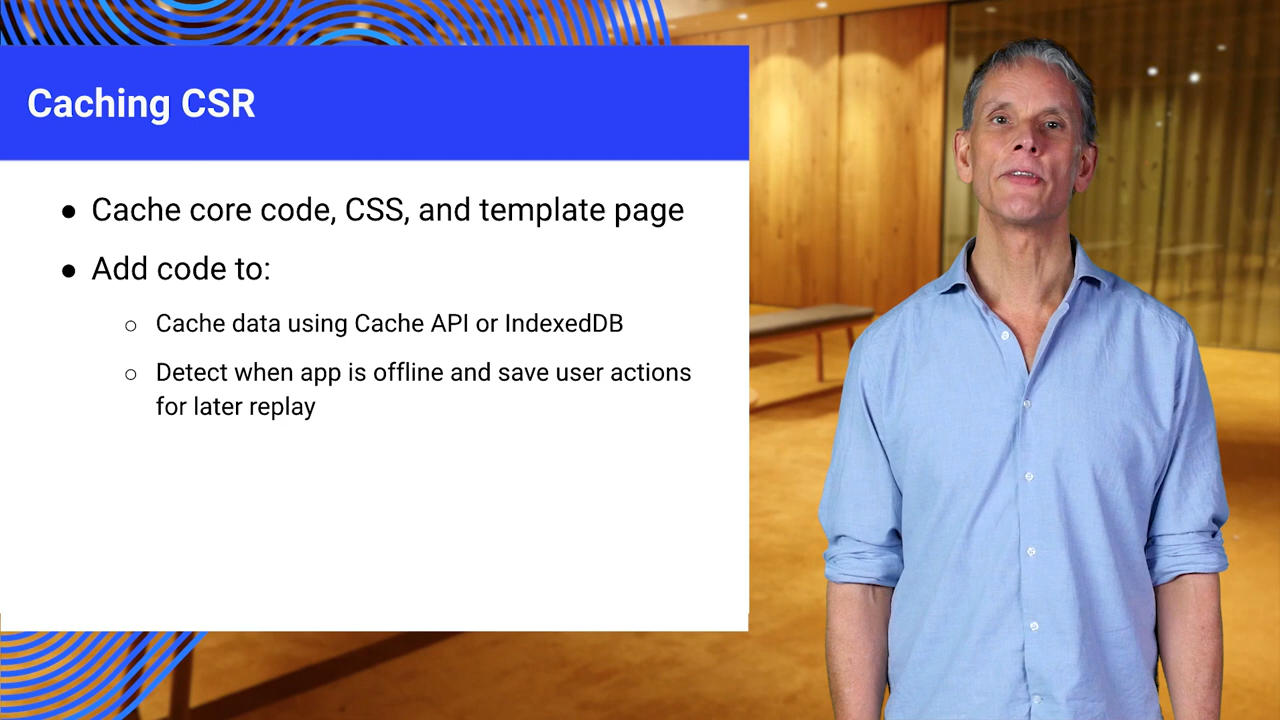 Caching CSR
● Cache core code, CSS, and template page
● Add code to:
○ Cache data using Cache API or IndexedDB
○ Detect when app is offline and save user actions
for later replay